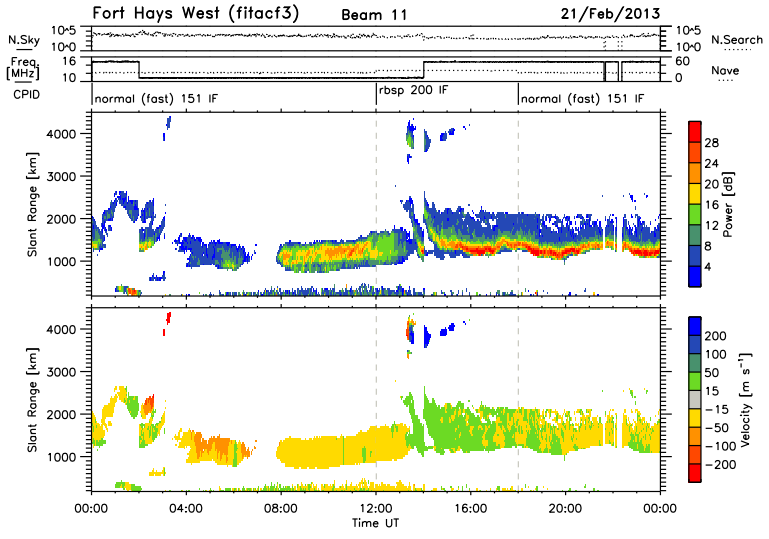 Fort Hays West (fitacf3) Beam 11 21/Feb/2013
N.Sky 10^5 10^0 10^5 10^0 N.Search
Freq. [MHz] 16 10 60 0 Nave
CPID normal (fast) 151 IF rbsp 200 IF normal (fast) 151 IF
Slant Range [km]
4000
3000
2000
1000
28
24
20
16
12
8
4
Power [dB]
Slant Range [km]
4000
3000
2000
1000
200
100
50
15
-15
-50
-100
-200
Velocity [m s^-1]
00:00 04:00 08:00 12:00 16:00 20:00 00:00
Time UT